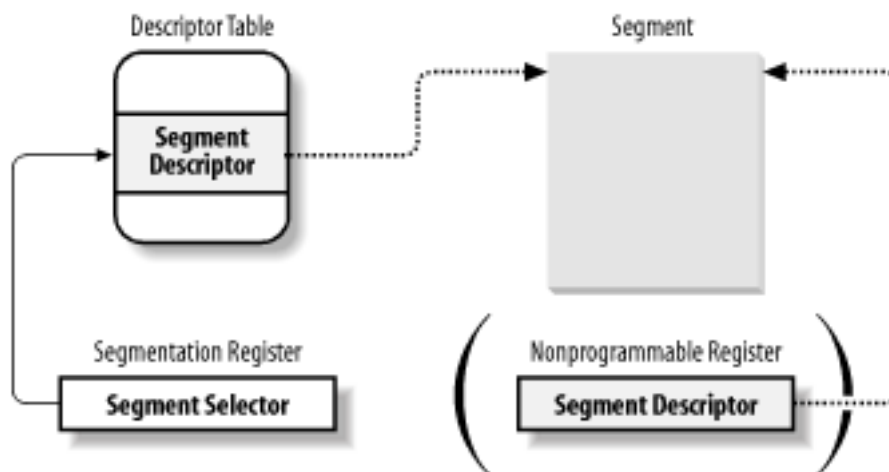 Descriptor Table
Segment
Segment
Descriptor
Segmentation Register
Segment Selector
Nonprogrammable Register
Segment Descriptor